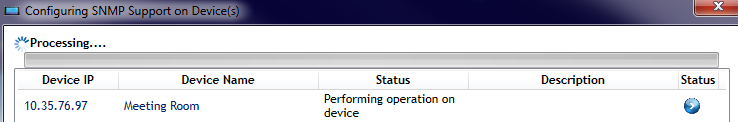 Configuring SNMP Support on Device(s)
Processing....
Device IP Device Name Status Description Status
10.35.76.97 Meeting Room Performing operation on
device